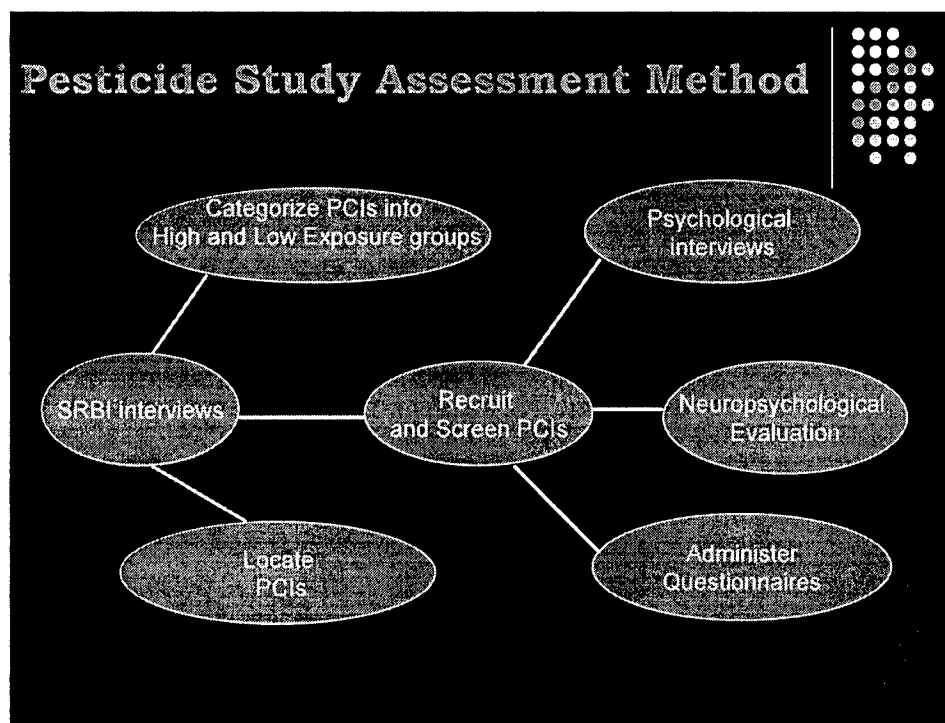 Pesticide Study Assessment Method
Categorize PCIs into
High and Low Exposure groups
Psychological
Interviews
SRBI interviews
Recruit
and Screen PCIs
Neuropsychological
Evaluation
Locate
PCIs
Administer
Questionnaires